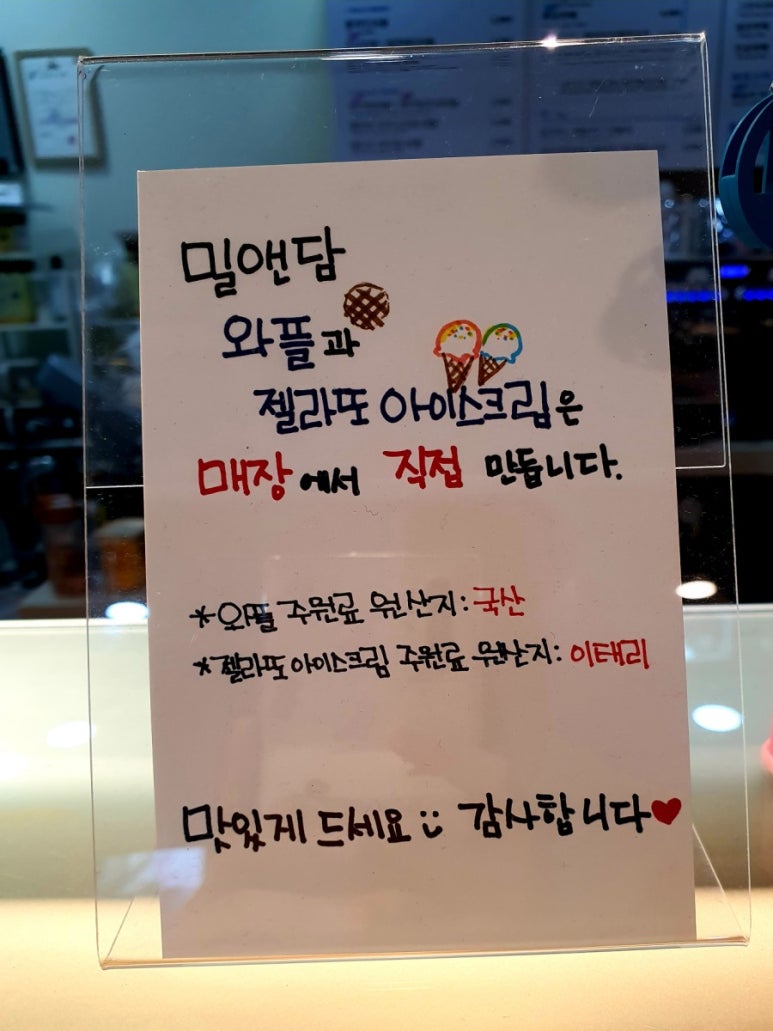 밀앤담
와플과
젤라또 아이스크림은
매장에서 직접 만듭니다.
*와플 주원료 원산지: 국산
*젤라또 아이스크림 주원료 원산지: 이태리
맛있게 드세요 감사합니다